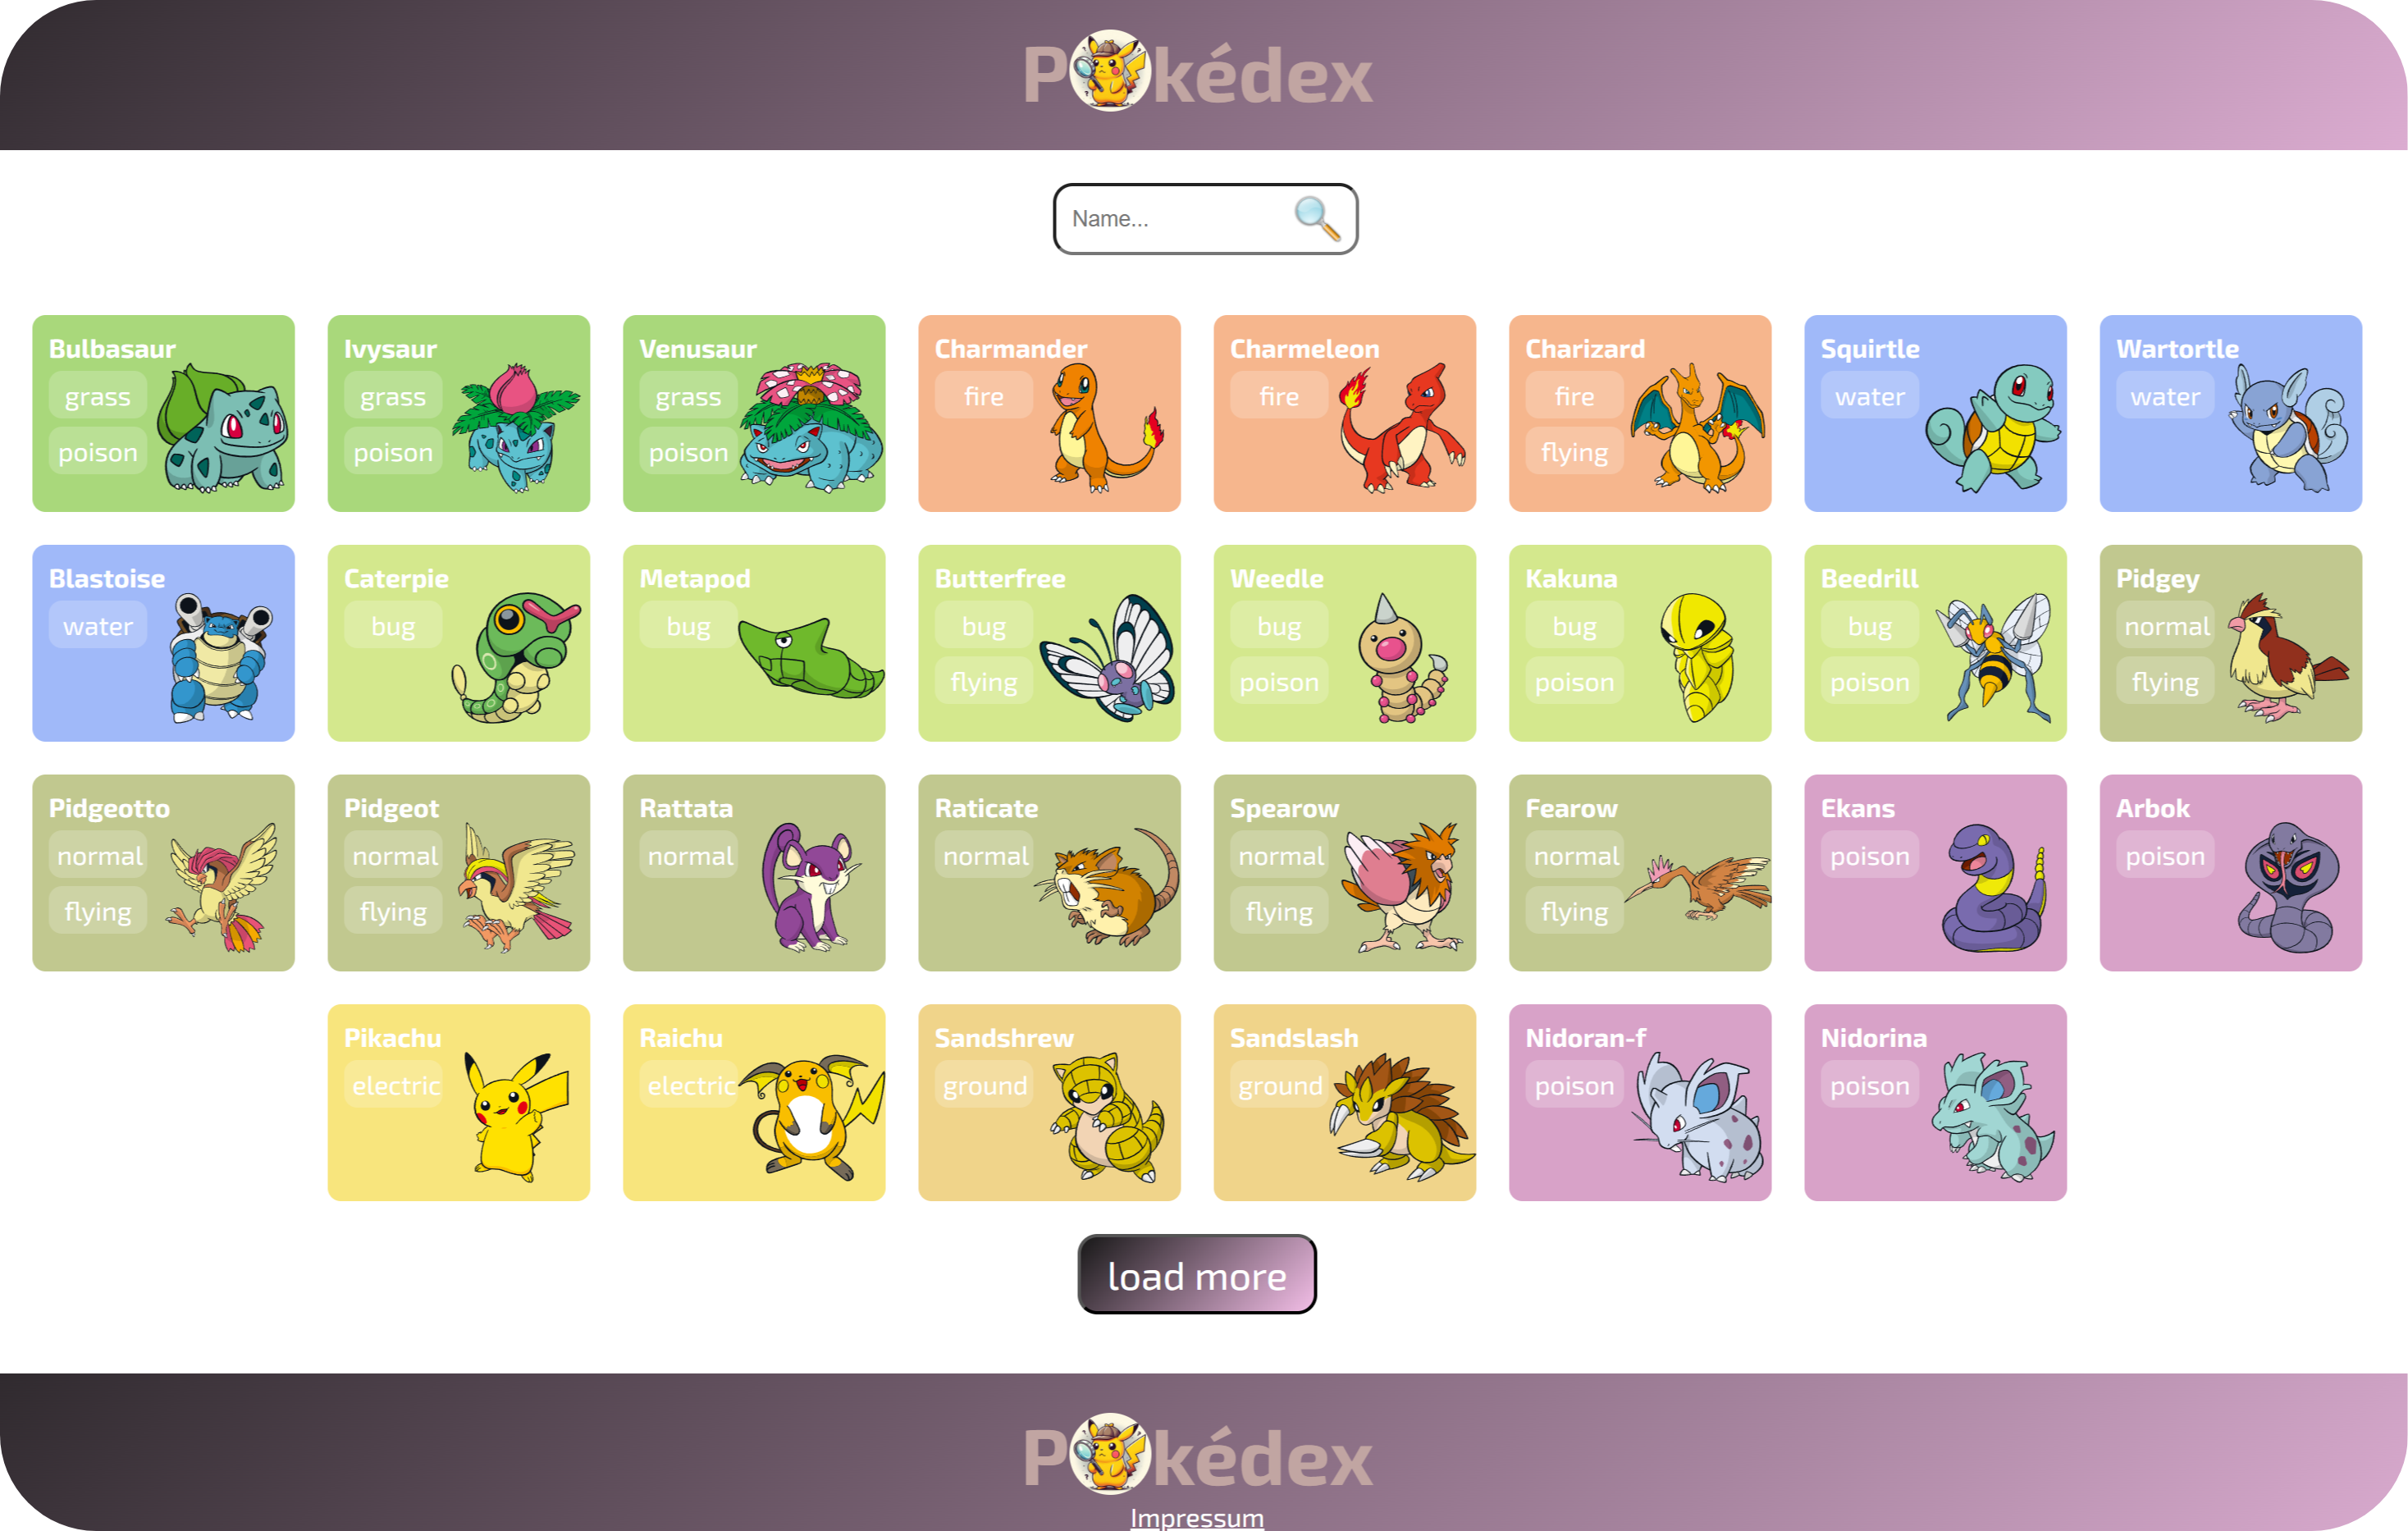 Pokédex
Name...
Bulbasaur
grass
poison
Ivysaur
grass
poison
Venusaur
grass
poison
Charmander
fire
Charmeleon
fire
Charizard
fire
flying
Squirtle
water
Wartortle
water
Blastoise
water
Caterpie
bug
Metapod
bug
Butterfree
bug
flying
Weedle
bug
poison
Kakuna
bug
poison
Beedrill
bug
poison
Pidgey
normal
flying
Pidgeotto
normal
flying
Pidgeot
normal
flying
Rattata
normal
Raticate
normal
Spearow
normal
flying
Fearow
normal
flying
Ekans
poison
Arbok
poison
Pikachu
electric
Raichu
electric
Sandshrew
ground
Sandslash
ground
Nidoran-f
poison
Nidorina
poison
load more
Pokédex
Impressum